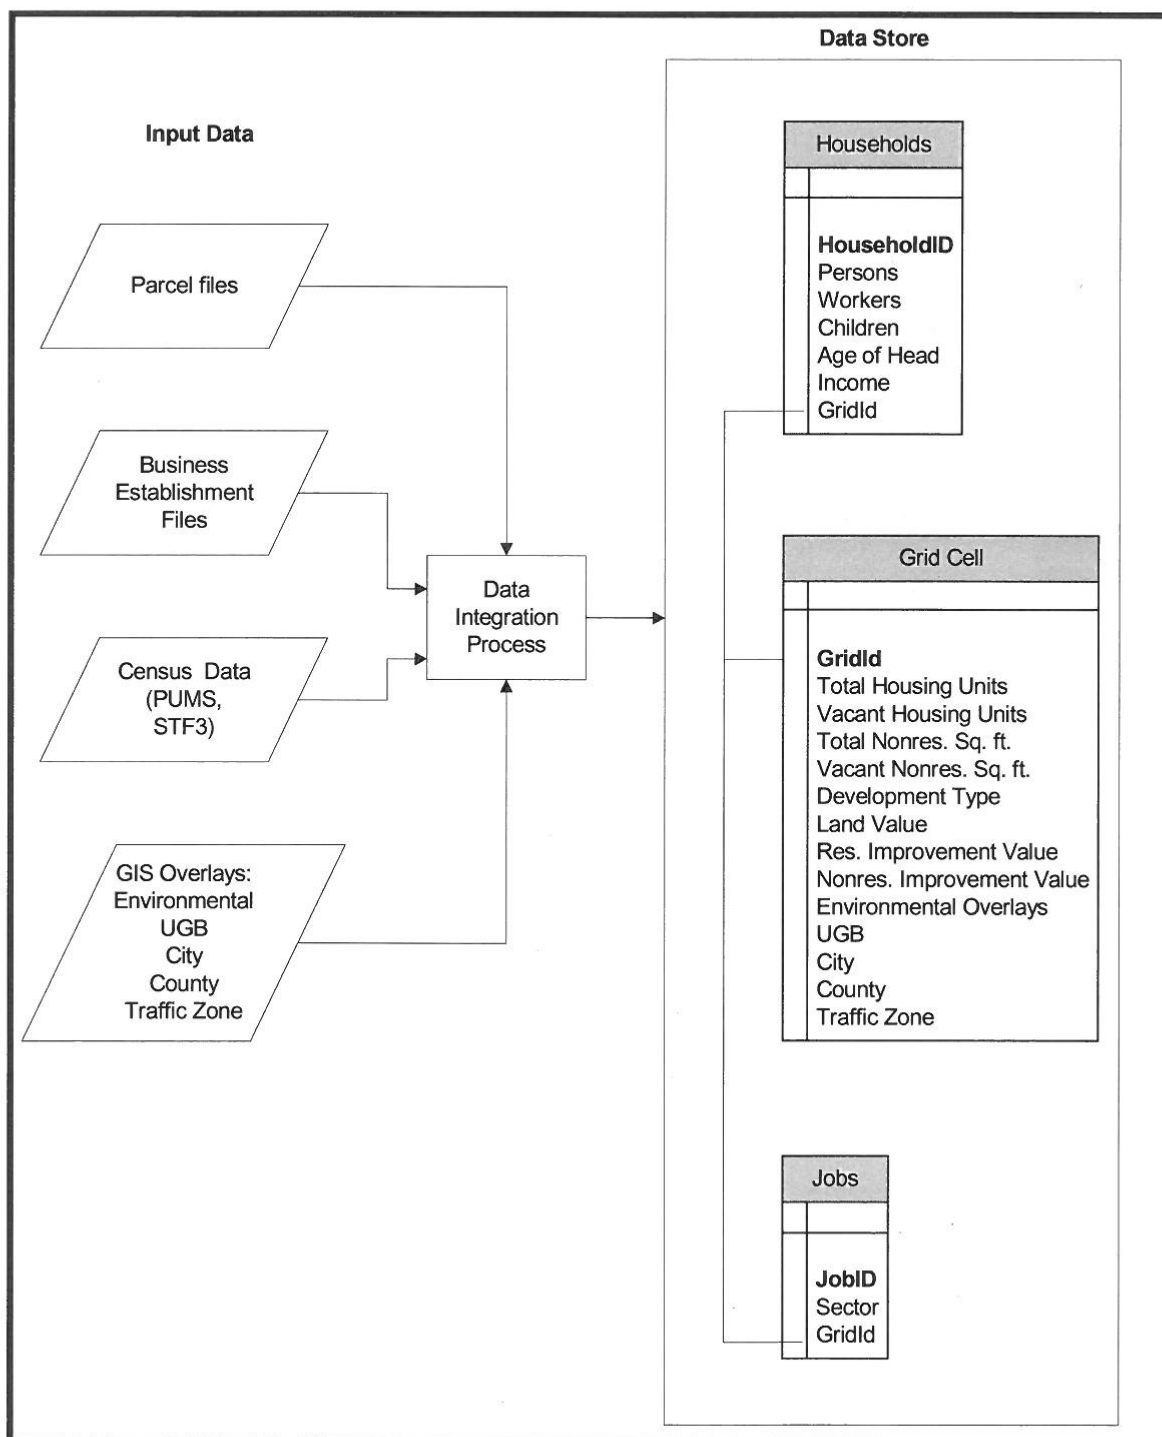 Data Store
Input Data
Parcel files
Business
Establishment
Files
Census Data
(PUMS,
STF3)
GIS Overlays:
Environmental
UGB
City
County
Traffic Zone
Data
Integration
Process
Households
HouseholdID
Persons
Workers
Children
Age of Head
Income
GridId
Grid Cell
GridId
Total Housing Units
Vacant Housing Units
Total Nonres. Sq. ft.
Vacant Nonres. Sq. ft.
Development Type
Land Value
Res. Improvement Value
Nonres. Improvement Value
Environmental Overlays
UGB
City
County
Traffic Zone
Jobs
JobID
Sector
GridId